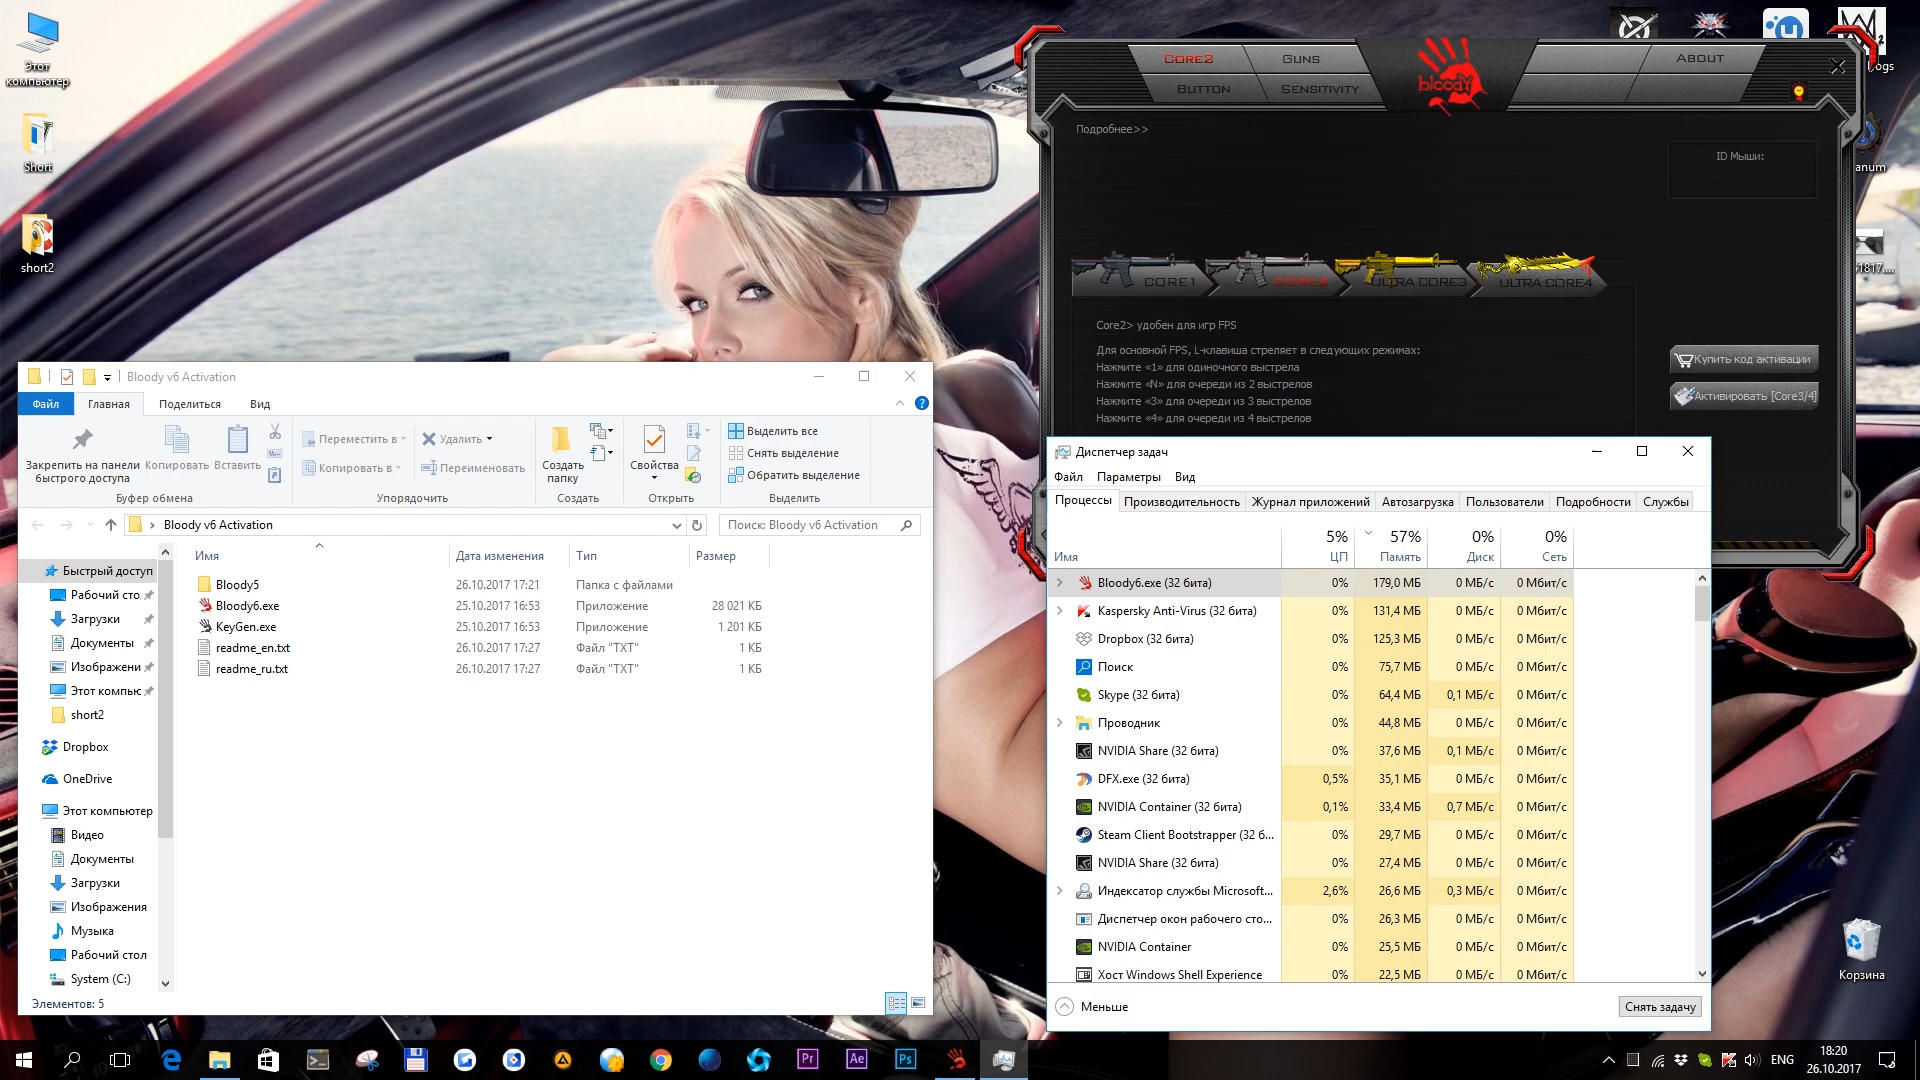 Этот
компьютер
Short
short2
CORE2
GUNS
BUTTON
SENSITIVITY
bloody
ABOUT
Подробнее>>
ID Мыши:
CORE1
CORE2
ULTRA CORE3
ULTRA CORE4
Core2> удобен для игр FPS
Для основной FPS, L-клавиша стреляет в следующих режимах:
Нажмите «1» для одиночного выстрела
Нажмите «N» для очереди из 2 выстрелов
Нажмите «3» для очереди из 3 выстрелов
Нажмите «4» для очереди из 4 выстрелов
Купить код активации
Активировать [Core3/4]
Bloody v6 Activation
Файл Главная Поделиться Вид
Закрепить на панели
быстрого доступа
Копировать
Вставить
Буфер обмена
Переместить в
Копировать в
Удалить
Переименовать
Упорядочить
Создать
папку
Создать
Свойства
Открыть
Выделить все
Снять выделение
Обратить выделение
Выделить
Bloody v6 Activation
Поиск: Bloody v6 Activation
Имя Дата изменения Тип Размер
Bloody5 26.10.2017 17:21 Папка с файлами
Bloody6.exe 25.10.2017 16:53 Приложение 28 021 КБ
KeyGen.exe 25.10.2017 16:53 Приложение 1 201 КБ
readme_en.txt 26.10.2017 17:27 Файл "TXT" 1 КБ
readme_ru.txt 26.10.2017 17:27 Файл "TXT" 1 КБ
Быстрый доступ
Рабочий сто.
Загрузки
Документы
Изображени
Этот компьк
short2
Dropbox
OneDrive
Этот компьютер
Видео
Документы
Загрузки
Изображения
Музыка
Рабочий стол
System (C:)
Элементов: 5
Диспетчер задач
Файл Параметры Вид
Процессы Производительность Журнал приложений Автозагрузка Пользователи Подробности Службы
5% 57% 0% 0%
Имя ЦП Память Диск Сеть
Bloody6.exe (32 бита) 0% 179,0 МБ 0 МБ/с 0 Мбит/с
Kaspersky Anti-Virus (32 бита) 0% 131,4 МБ 0 МБ/с 0 Мбит/с
Dropbox (32 бита) 0% 125,3 МБ 0 МБ/с 0 Мбит/с
Поиск 0% 75,7 МБ 0 МБ/с 0 Мбит/с
Skype (32 бита) 0% 64,4 МБ 0,1 МБ/с 0 Мбит/с
Проводник 0% 44,8 МБ 0 МБ/с 0 Мбит/с
NVIDIA Share (32 бита) 0% 37,6 МБ 0,1 МБ/с 0 Мбит/с
DFX.exe (32 бита) 0,5% 35,1 МБ 0 МБ/с 0 Мбит/с
NVIDIA Container (32 бита) 0,1% 33,4 МБ 0,7 МБ/с 0 Мбит/с
Steam Client Bootstrapper (32 б... 0% 29,7 МБ 0 МБ/с 0 Мбит/с
NVIDIA Share (32 бита) 0% 27,4 МБ 0 МБ/с 0 Мбит/с
Индексатор службы Microsoft... 2,6% 26,6 МБ 0,3 МБ/с 0 Мбит/с
Диспетчер окон рабочего сто... 0% 26,3 МБ 0 МБ/с 0 Мбит/с
NVIDIA Container 0% 25,5 МБ 0 МБ/с 0 Мбит/с
Хост Windows Shell Experience 0% 22,5 МБ 0 МБ/с 0 Мбит/с
Меньше
Снять задачу
Корзина
Pr
Ae
Ps
ENG
18:20
26.10.2017